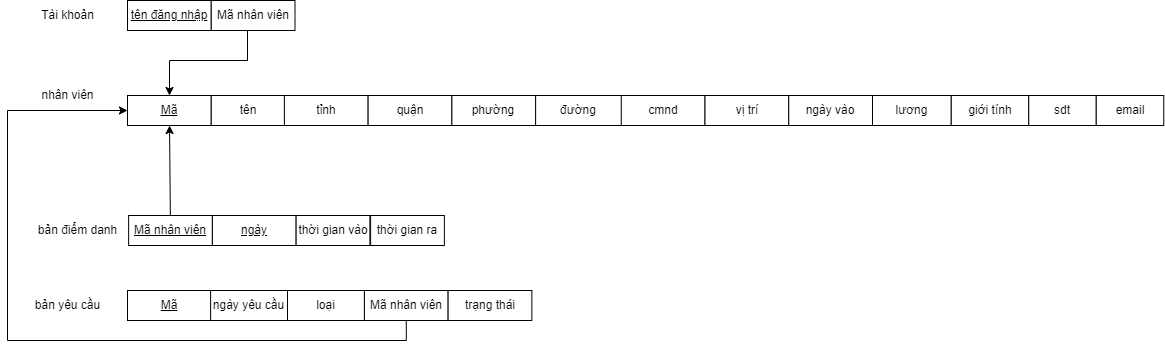 Tài khoản
tên đăng nhập Mã nhân viên
nhân viên
Mã tên tỉnh quận phường đường cmnd vị trí ngày vào lương giới tính sdt email
bản điểm danh
Mã nhân viên ngày thời gian vào thời gian ra
bản yêu cầu
Mã ngày yêu cầu loại Mã nhân viên trạng thái